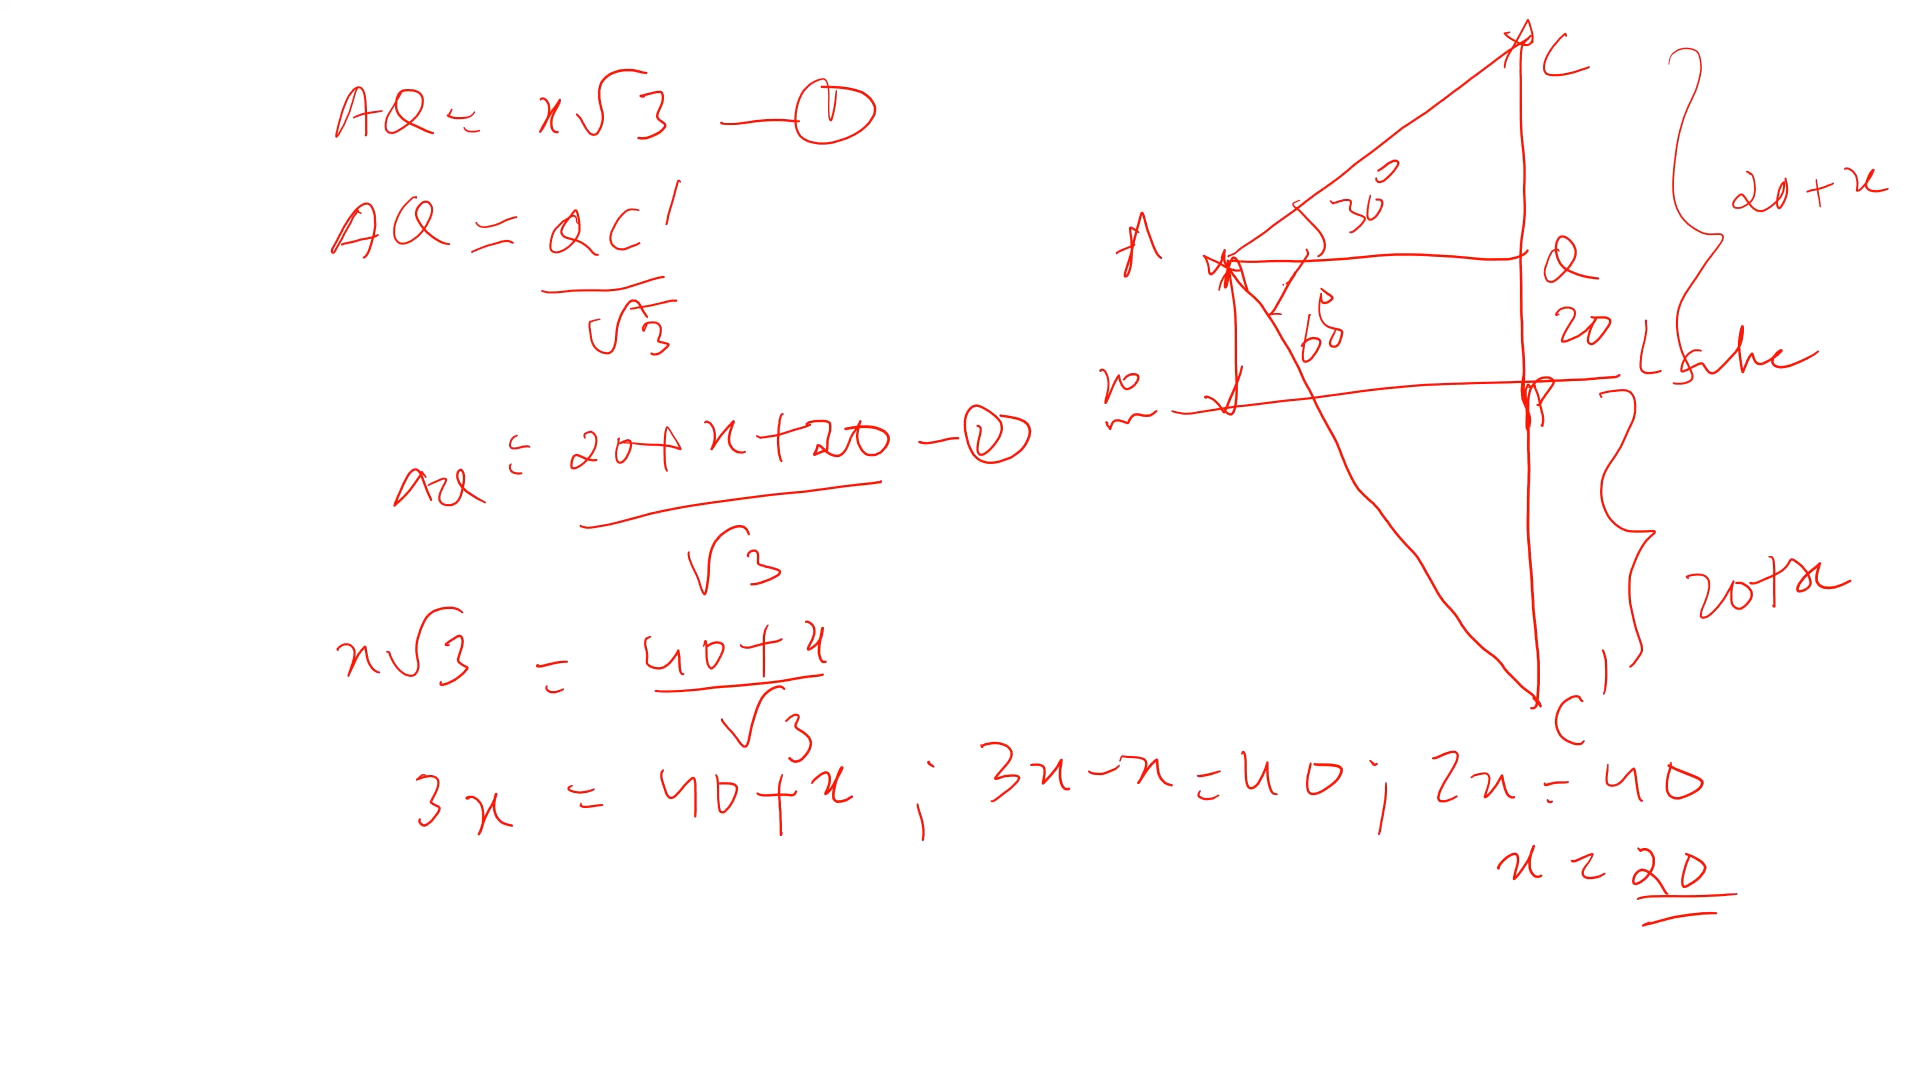 AQ = x√3 — ①
AQ = QC'/√3
AQ = 20+x+20/√3 — ②
x√3 = 40+x/√3
3x = 40+x ; 3x-x=40 ; 2x=40
x = 20
C
30°
20+x
A
Q
60°
20
20
m
P
20+x
C'